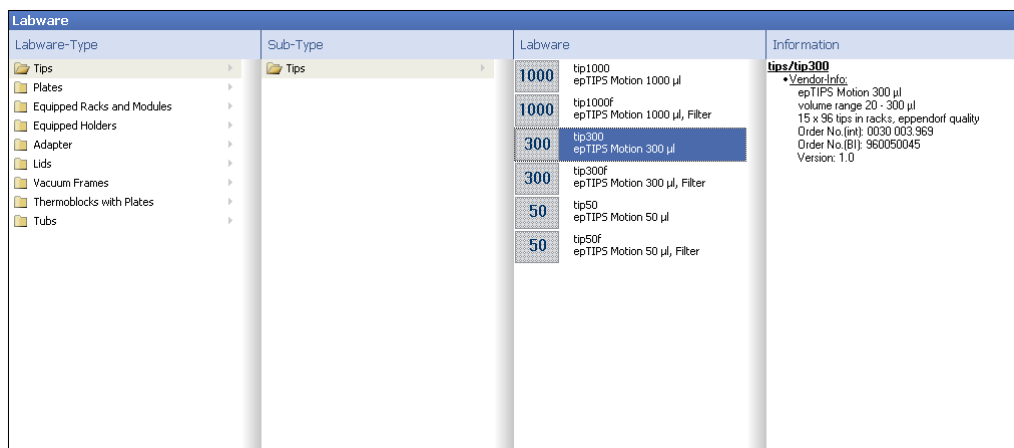 Labware
Labware-Type
Sub-Type
Labware
Information
Tips
Plates
Equipped Racks and Modules
Equipped Holders
Adapter
Lids
Vacuum Frames
Thermoblocks with Plates
Tubs
Tips
1000
tip1000
epTIPS Motion 1000 µl
1000
tip1000f
epTIPS Motion 1000 µl, Filter
300
tip300
epTIPS Motion 300 µl
300
tip300f
epTIPS Motion 300 µl, Filter
50
tip50
epTIPS Motion 50 µl
50
tip50f
epTIPS Motion 50 µl, Filter
tips/tip300
•Vendor-Info:
epTIPS Motion 300 µl
volume range 20 - 300 µl
15 x 96 tips in racks, eppendorf quality
Order No.(int): 0030 003.969
Order No.(BI): 960050045
Version: 1.0